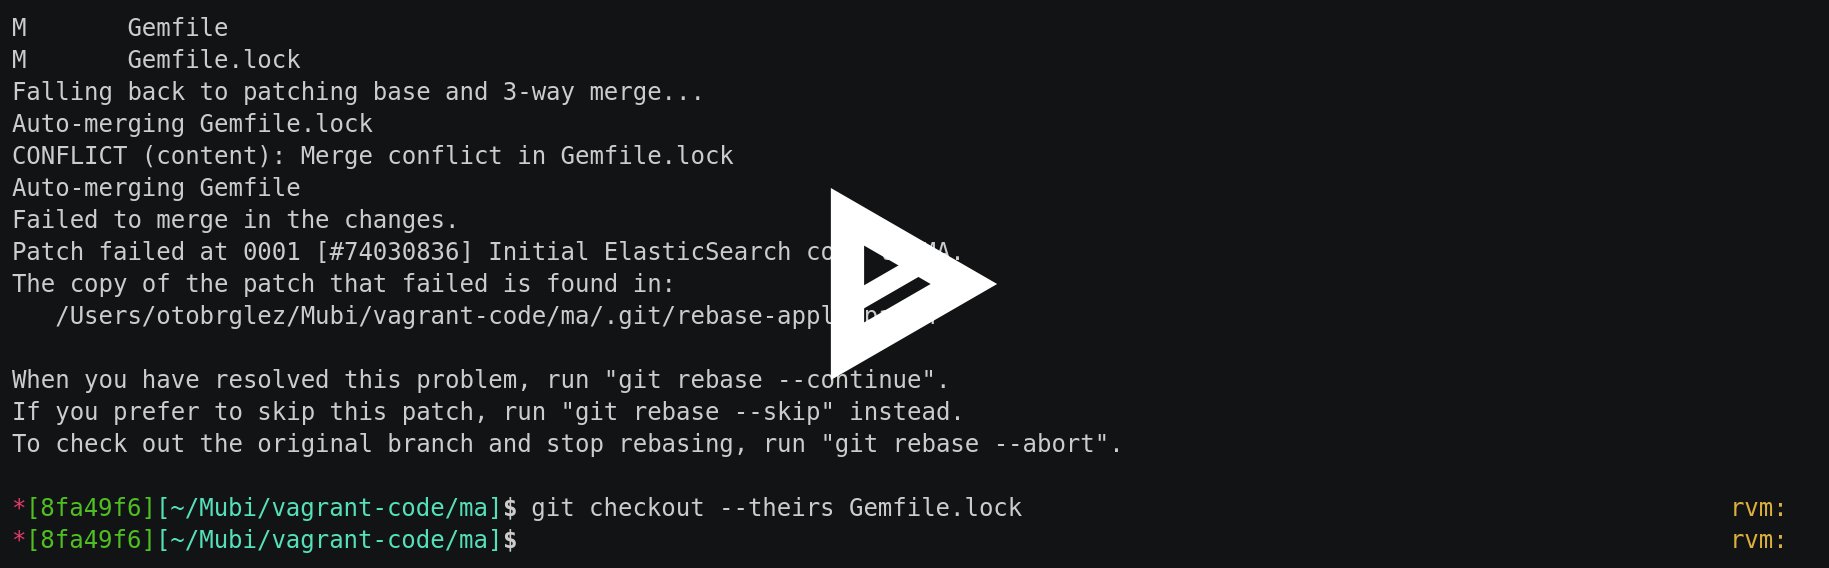 M       Gemfile
M       Gemfile.lock
Falling back to patching base and 3-way merge...
Auto-merging Gemfile.lock
CONFLICT (content): Merge conflict in Gemfile.lock
Auto-merging Gemfile
Failed to merge in the changes.
Patch failed at 0001 [#74030836] Initial ElasticSearch
The copy of the patch that failed is found in:
   /Users/otobrglez/Mubi/vagrant-code/ma/.git/

When you have resolved this problem, run "git rebase --continue".
If you prefer to skip this patch, run "git rebase --skip" instead.
To check out the original branch and stop rebasing, run "git rebase --abort".

*[8fa49f6][~/Mubi/vagrant-code/ma]$ git checkout --theirs Gemfile.lock rvm:
*[8fa49f6][~/Mubi/vagrant-code/ma]$ rvm: